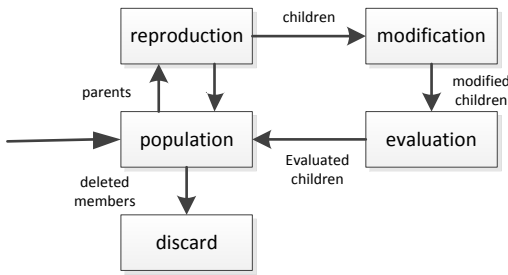 children
reproduction
modification
parents
modified
children
population
evaluation
deleted
members
Evaluated
children
discard